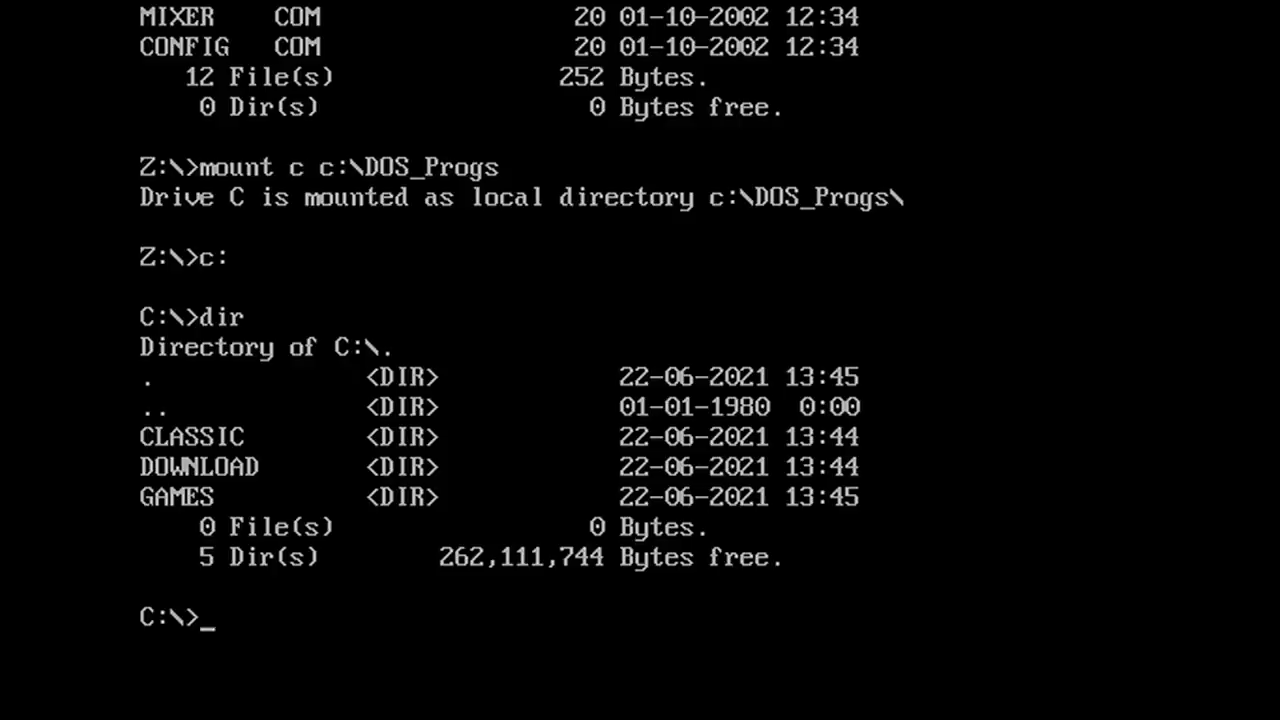 MIXER    COM                 20 01-10-2002 12:34
CONFIG   COM                 20 01-10-2002 12:34
   12 File(s)               252 Bytes.
    0 Dir(s)                  0 Bytes free.
Z:\>mount c c:\DOS_Progs
Drive C is mounted as local directory c:\DOS_Progs\
Z:\>c:
C:\>dir
Directory of C:\.
.              <DIR>            22-06-2021 13:45
..             <DIR>            01-01-1980  0:00
CLASSIC        <DIR>            22-06-2021 13:44
DOWNLOAD       <DIR>            22-06-2021 13:44
GAMES          <DIR>            22-06-2021 13:45
    0 File(s)                 0 Bytes.
    5 Dir(s)        262,111,744 Bytes free.
C:\>_